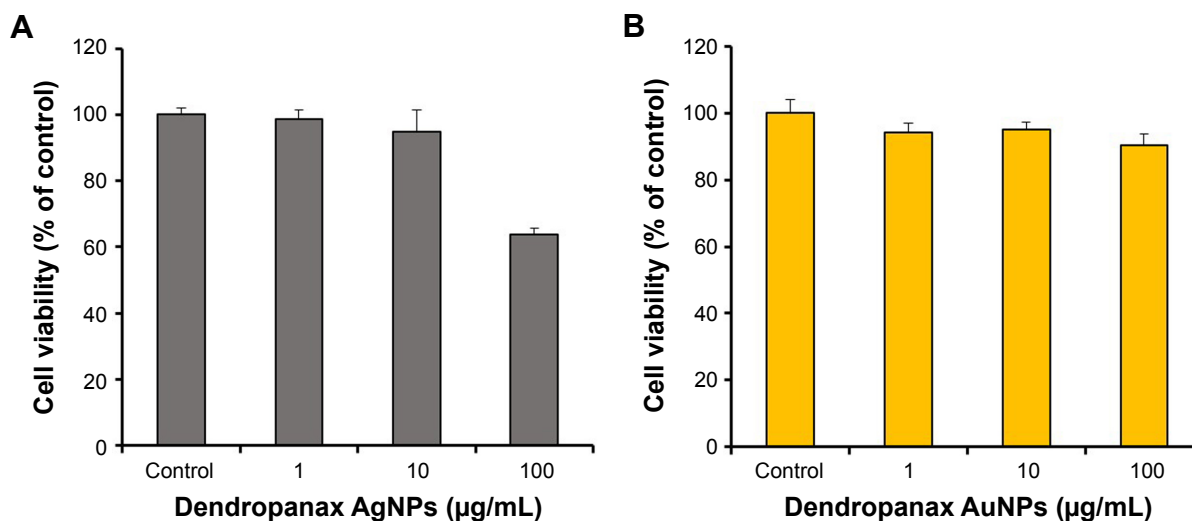 A
Cell viability (% of control)
120
100
80
60
40
20
0
Control 1 10 100
Dendropanax AgNPs (µg/mL)
B
Cell viability (% of control)
120
100
80
60
40
20
0
Control 1 10 100
Dendropanax AuNPs (µg/mL)